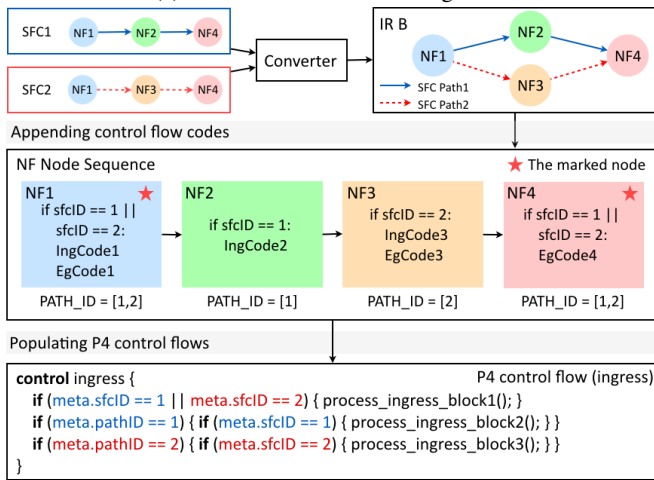 SFC1
NF1
NF2
NF4
SFC2
NF1
NF3
NF4
Converter
IR B
NF1
NF2
NF3
NF4
SFC Path1
SFC Path2
Appending control flow codes
NF Node Sequence
The marked node
NF1
if sfcID == 1 ||
sfcID == 2:
IngCode1
EgCode1
PATH_ID = [1,2]
NF2
if sfcID == 1:
IngCode2
PATH_ID = [1]
NF3
if sfcID == 2:
IngCode3
EgCode3
PATH_ID = [2]
NF4
if sfcID == 1 ||
sfcID == 2:
EgCode4
PATH_ID = [1,2]
Populating P4 control flows
P4 control flow (ingress)
control ingress {
if (meta.sfcID == 1 || meta.sfcID == 2) { process_ingress_block1(); }
if (meta.pathID == 1) { if (meta.sfcID == 1) { process_ingress_block2(); } }
if (meta.pathID == 2) { if (meta.sfcID == 2) { process_ingress_block3(); } }
}